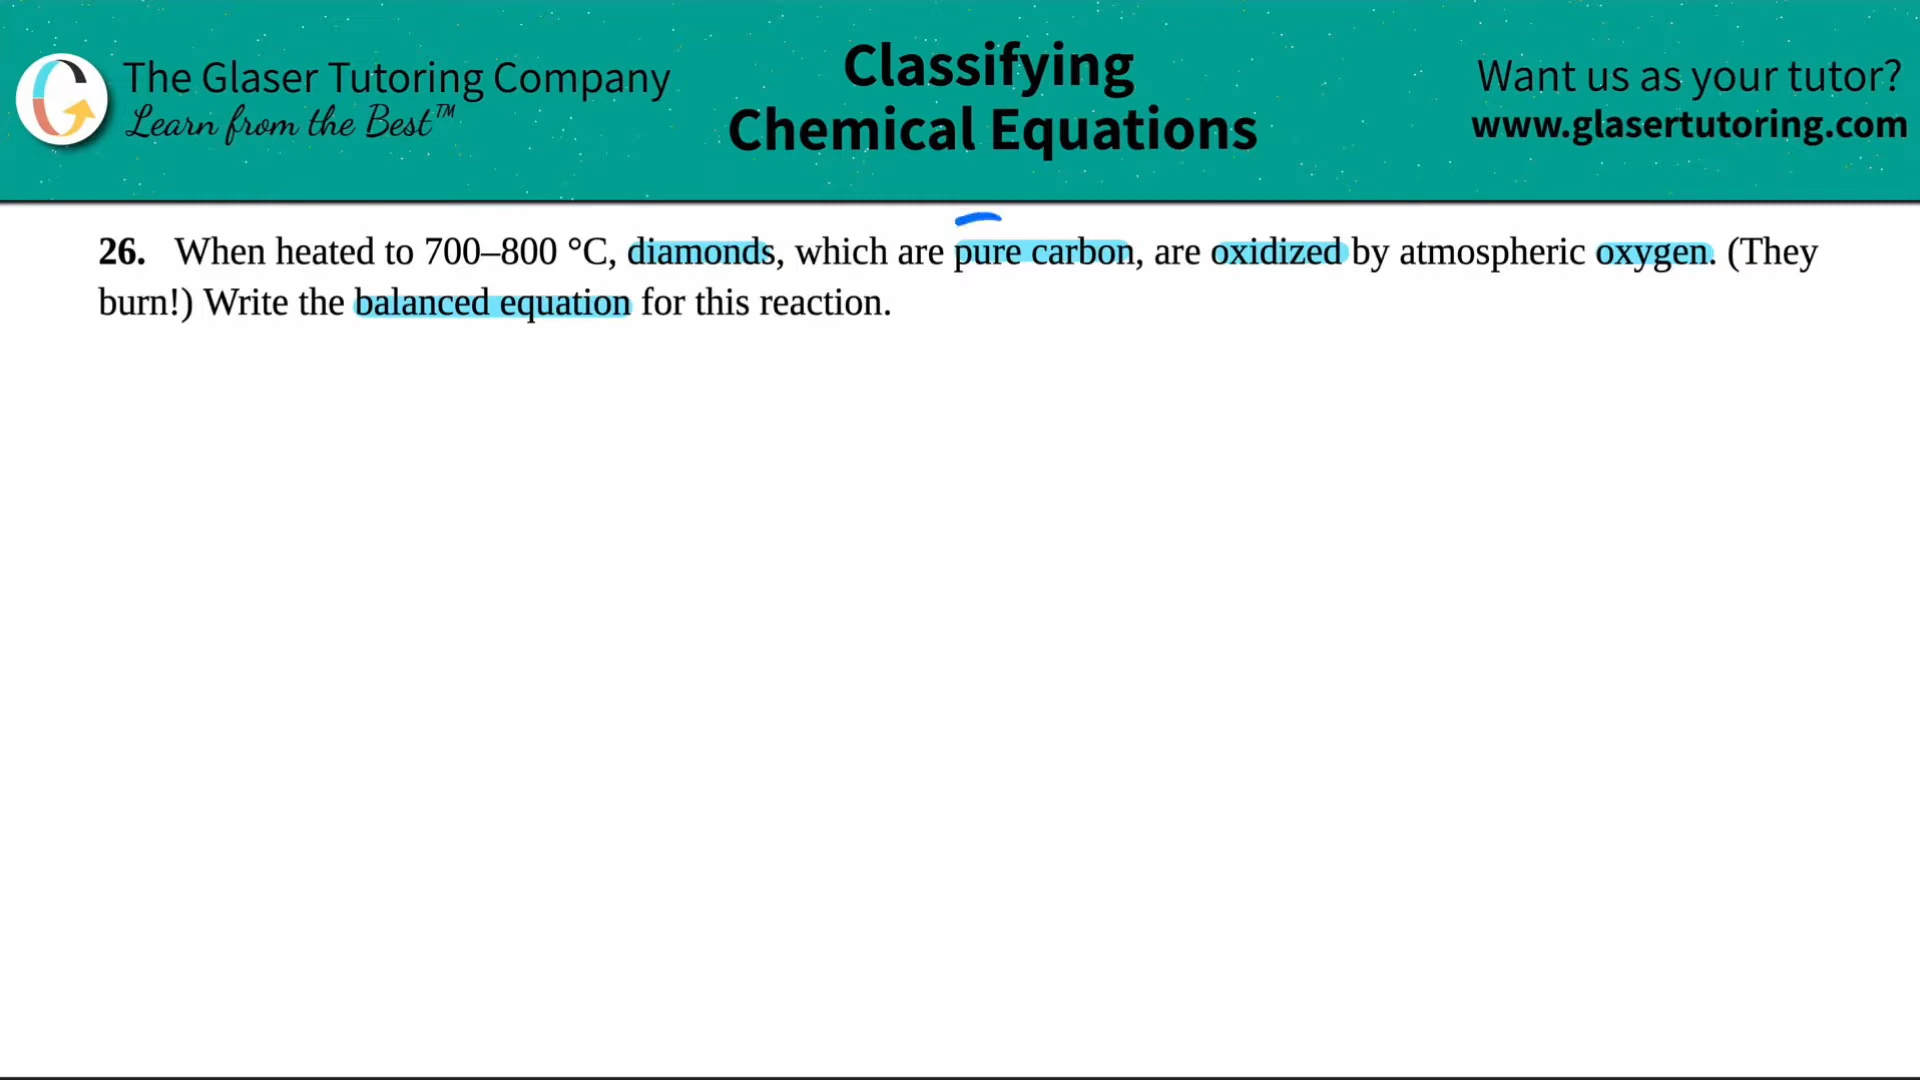 The Glaser Tutoring Company
Learn from the Best™
Classifying
Chemical Equations
Want us as your tutor?
www.glasertutoring.com
26. When heated to 700–800 °C, diamonds, which are pure carbon, are oxidized by atmospheric oxygen. (They
burn!) Write the balanced equation for this reaction.